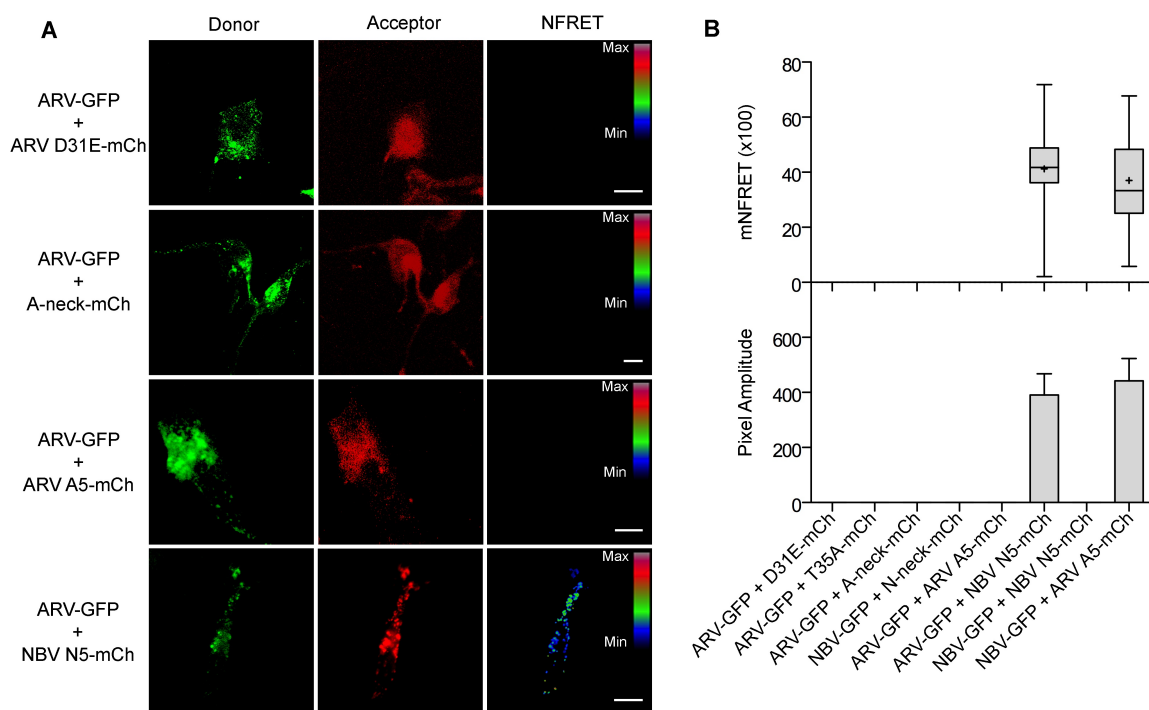 A
Donor
Acceptor
NFRET
ARV-GFP
+
ARV D31E-mCh
Max
Min
ARV-GFP
+
A-neck-mCh
Max
Min
ARV-GFP
+
ARV A5-mCh
Max
Min
ARV-GFP
+
NBV N5-mCh
Max
Min
B
mNFRET (x100)
80
60
40
20
0
Pixel Amplitude
600
400
200
0
ARV-GFP + D31E-mCh
ARV-GFP + T35A-mCh
ARV-GFP + A-neck-mCh
NBV-GFP + N-neck-mCh
ARV-GFP + ARV A5-mCh
ARV-GFP + NBV N5-mCh
NBV-GFP + NBV N5-mCh
NBV-GFP + ARV A5-mCh